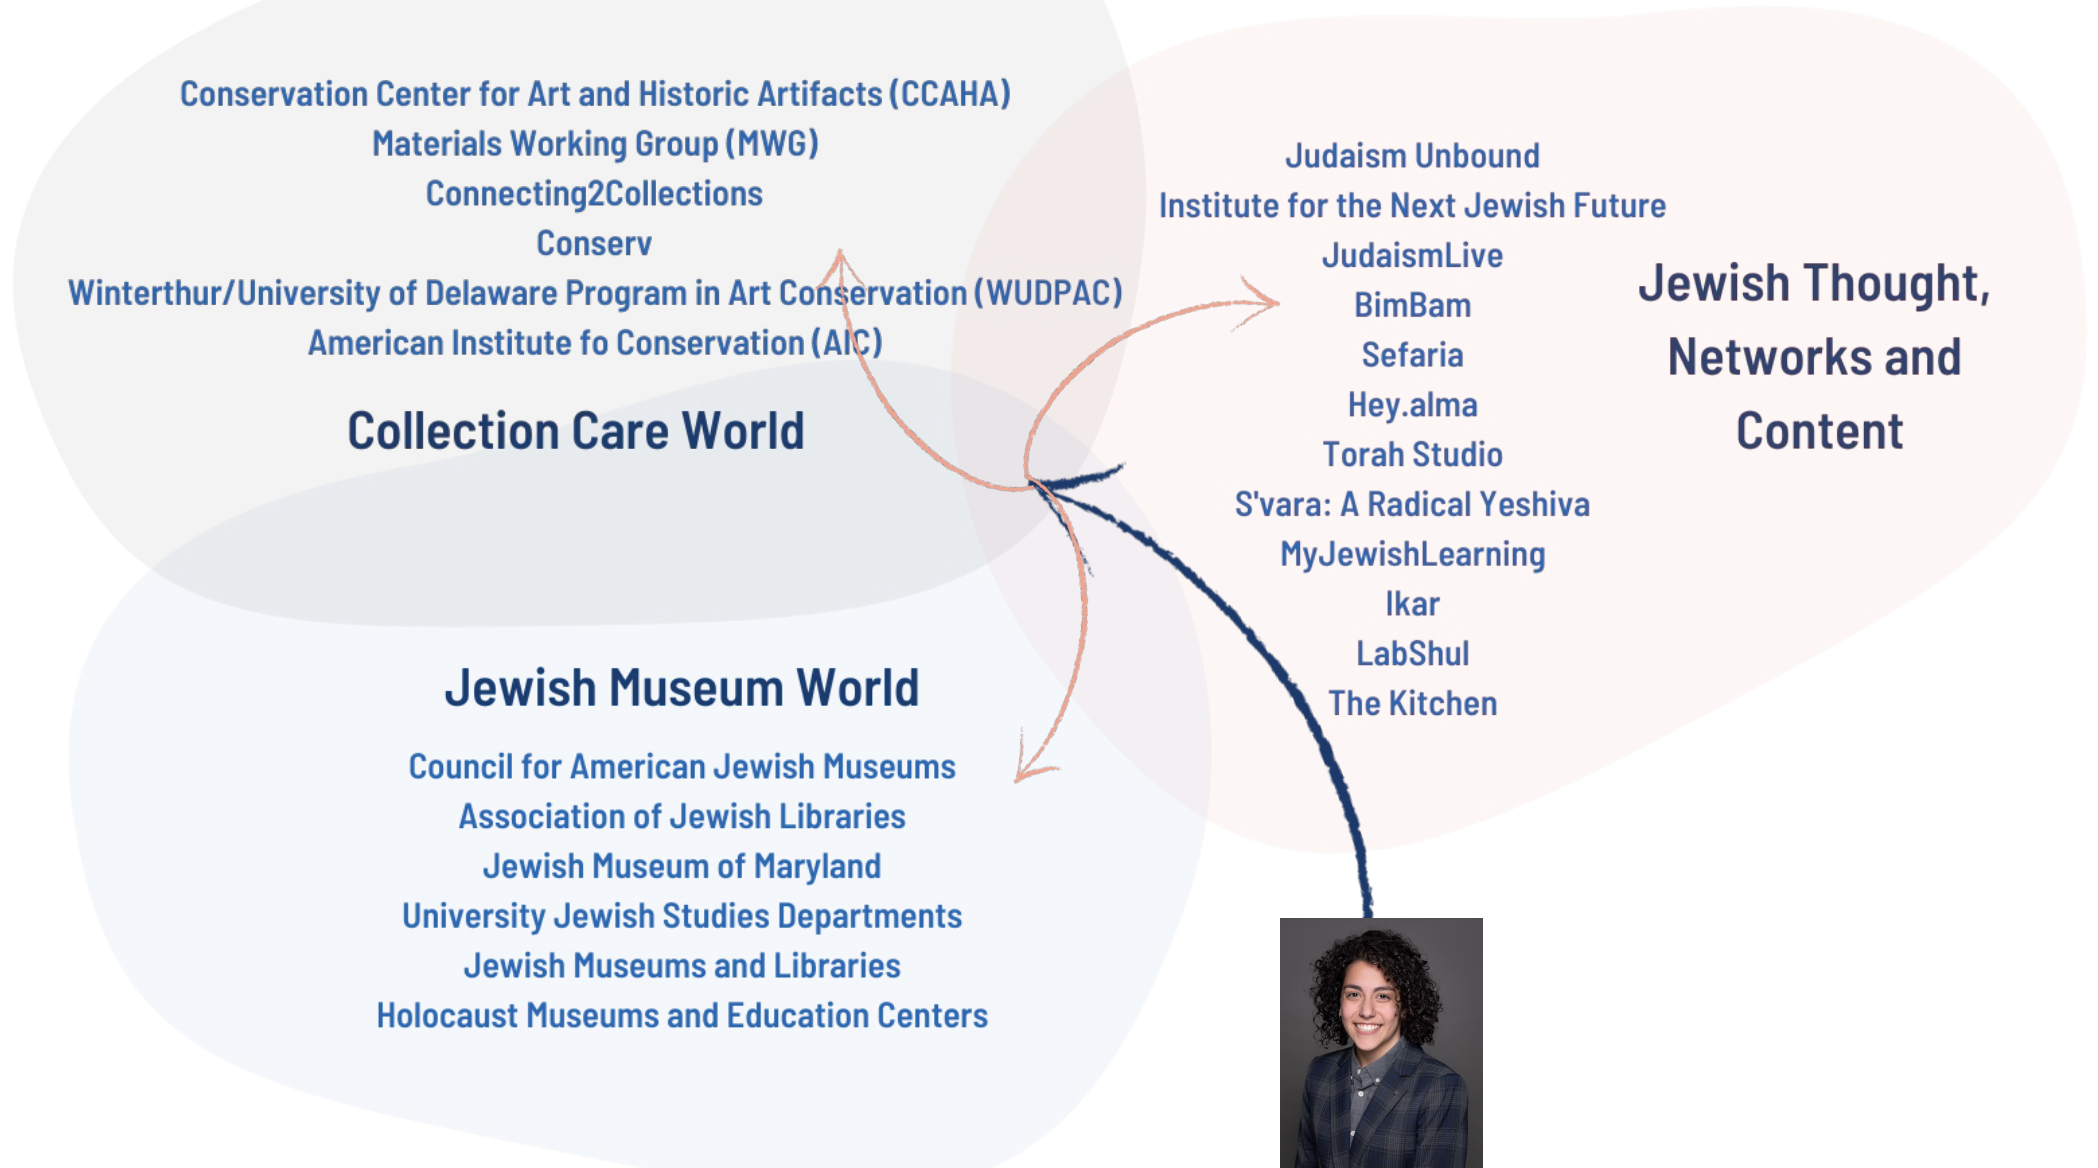 Conservation Center for Art and Historic Artifacts (CCAHA)
Materials Working Group (MWG)
Connecting2Collections
Conserv
Winterthur/University of Delaware Program in Art Conservation (WUDPAC)
American Institute fo Conservation (AIC)
Collection Care World
Judaism Unbound
Institute for the Next Jewish Future
JudaismLive
BimBam
Sefaria
Hey.alma
Torah Studio
S'vara: A Radical Yeshiva
MyJewishLearning
Ikar
LabShul
The Kitchen
Jewish Thought,
Networks and
Content
Jewish Museum World
Council for American Jewish Museums
Association of Jewish Libraries
Jewish Museum of Maryland
University Jewish Studies Departments
Jewish Museums and Libraries
Holocaust Museums and Education Centers